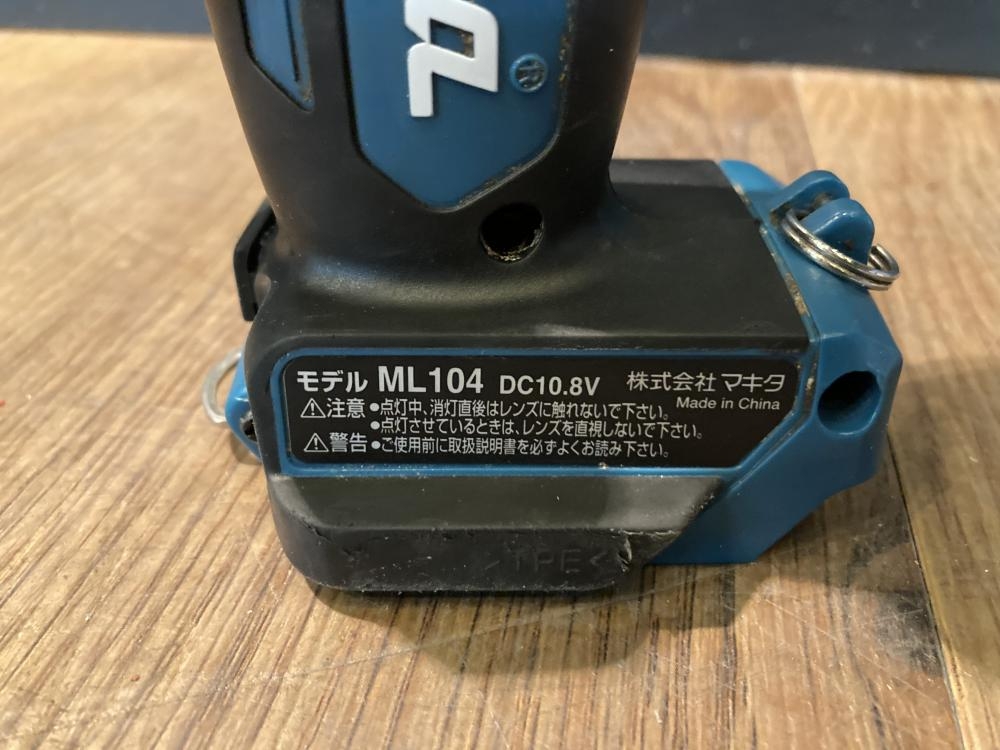 ®
モデル ML104 DC10.8V 株式会社 マキタ
Made in China
⚠注意 ●点灯中、消灯直後はレンズに触れないで下さい。
●点灯させているときは、レンズを直視しないで下さい。
⚠警告 ●ご使用前に取扱説明書を必ずよくお読み下さい。
>TPE<